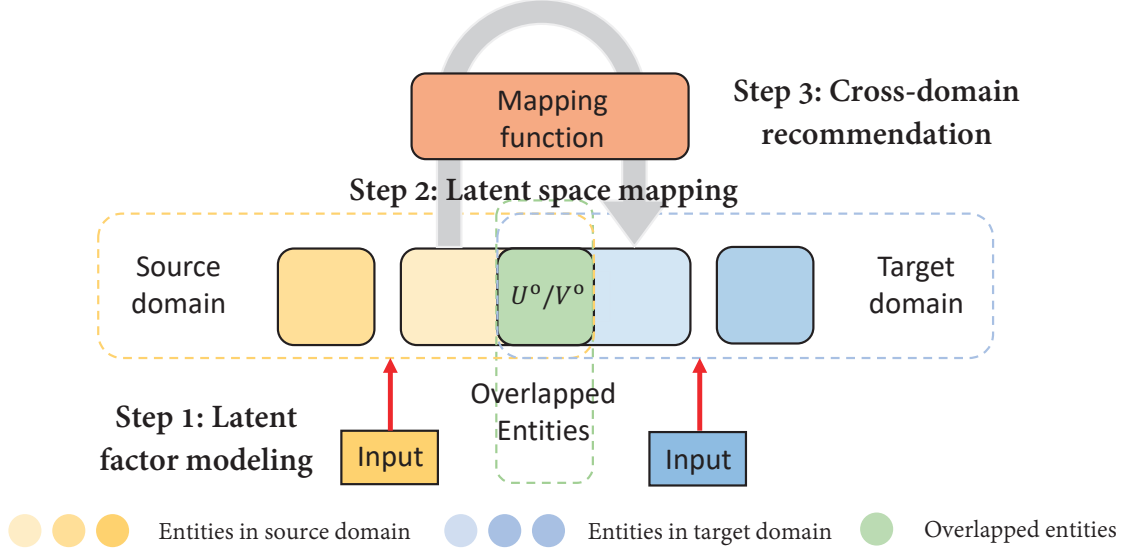 Mapping
function
Step 3: Cross-domain
recommendation
Step 2: Latent space mapping
Source
domain
U°/V°
Target
domain
Overlapped
Entities
Step 1: Latent
factor modeling
Input
Input
Entities in source domain
Entities in target domain
Overlapped entities